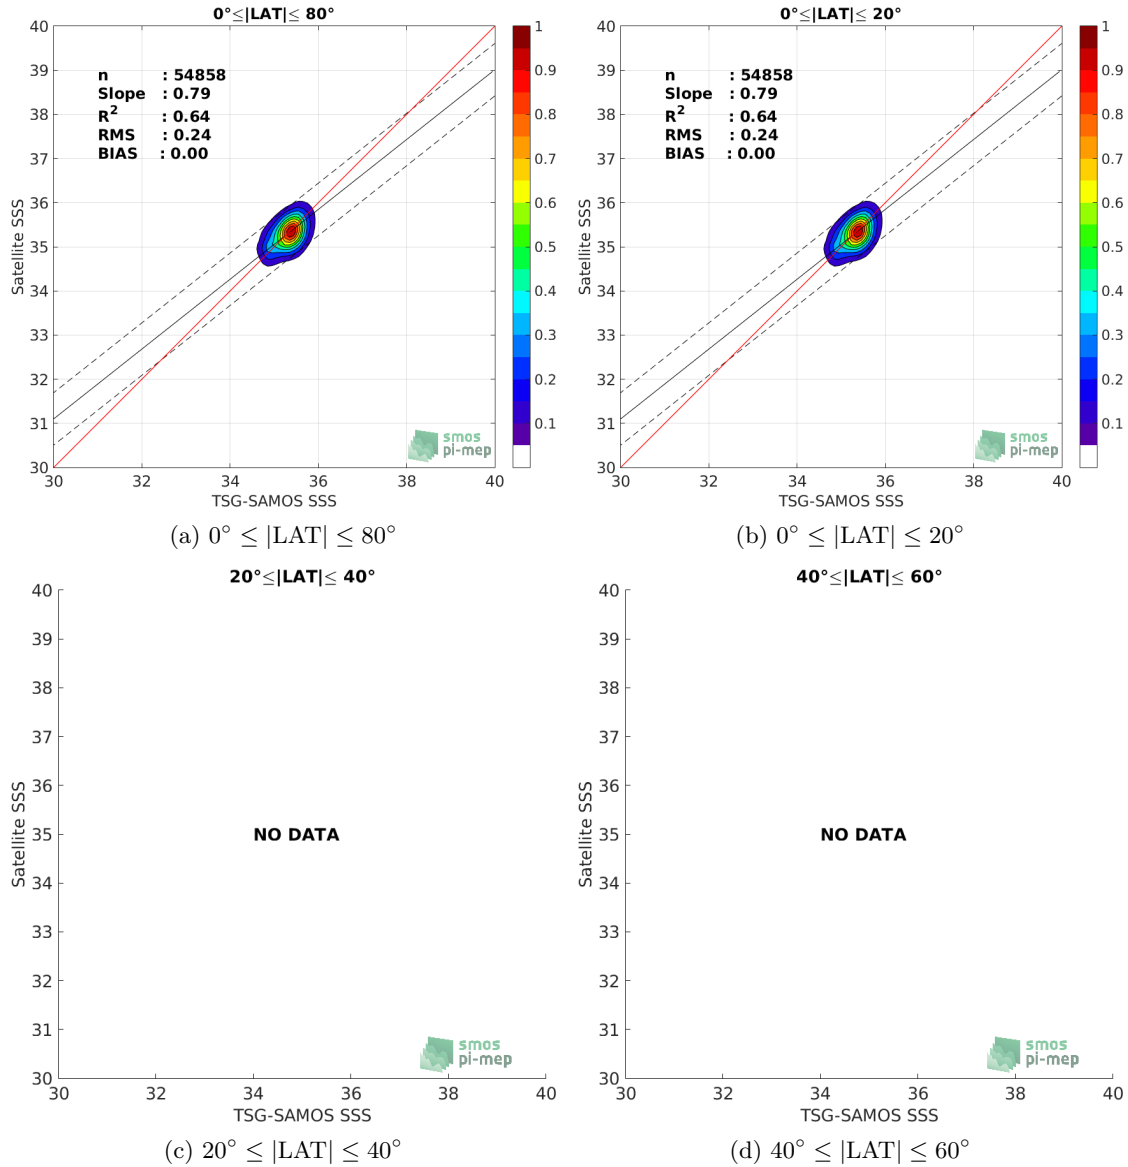 0°≤|LAT|≤ 80°
40
39
38
37
36
35
34
33
32
31
30
Satellite SSS
n : 54858
Slope : 0.79
R² : 0.64
RMS : 0.24
BIAS : 0.00
smos
pi-mep
30 32 34 36 38 40
TSG-SAMOS SSS
1
0.9
0.8
0.7
0.6
0.5
0.4
0.3
0.2
0.1
(a) 0° ≤ |LAT| ≤ 80°
0°≤|LAT|≤ 20°
40
39
38
37
36
35
34
33
32
31
30
Satellite SSS
n : 54858
Slope : 0.79
R² : 0.64
RMS : 0.24
BIAS : 0.00
smos
pi-mep
30 32 34 36 38 40
TSG-SAMOS SSS
1
0.9
0.8
0.7
0.6
0.5
0.4
0.3
0.2
0.1
(b) 0° ≤ |LAT| ≤ 20°
20°≤|LAT|≤ 40°
40
39
38
37
36
35
34
33
32
31
30
Satellite SSS
NO DATA
smos
pi-mep
30 32 34 36 38 40
TSG-SAMOS SSS
(c) 20° ≤ |LAT| ≤ 40°
40°≤|LAT|≤ 60°
40
39
38
37
36
35
34
33
32
31
30
Satellite SSS
NO DATA
smos
pi-mep
30 32 34 36 38 40
TSG-SAMOS SSS
(d) 40° ≤ |LAT| ≤ 60°